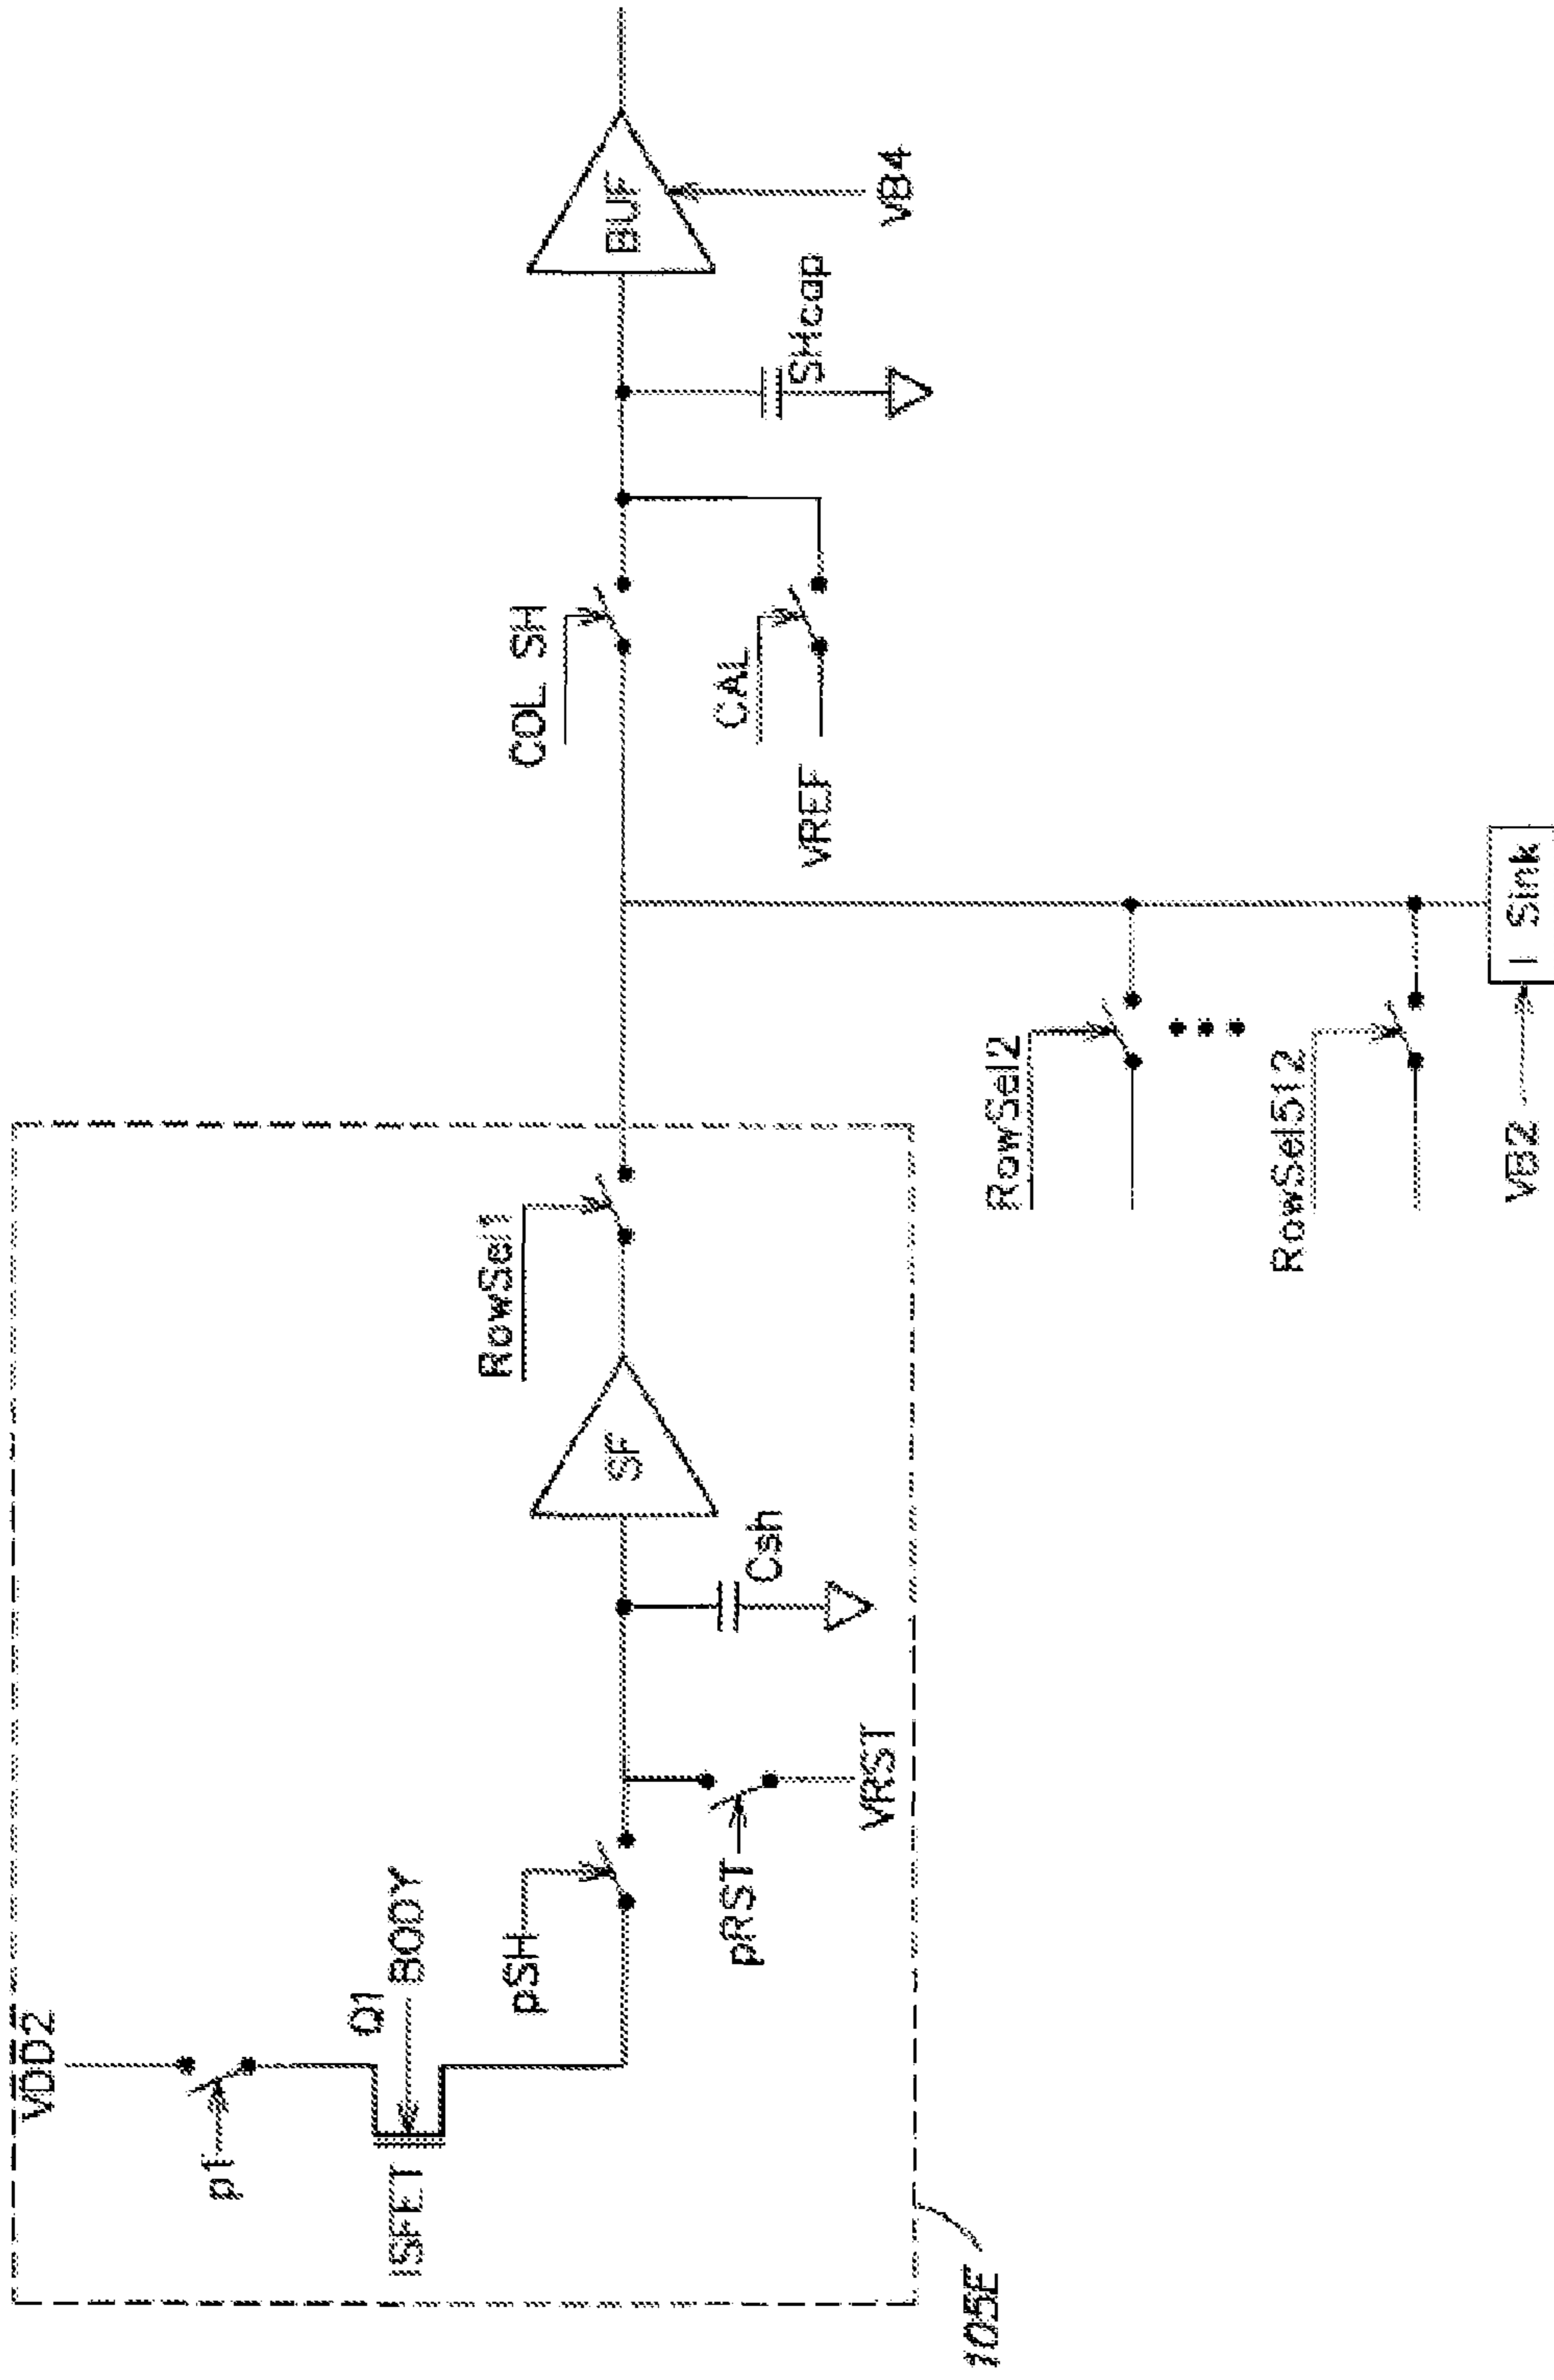 VDD2
p1
Q1
BODY
ISFET
pSH
pRST
VRST
Csh
SF
RowSel1
RowSel2
RowSel512
VB2
I Sink
COL SH
CAL
VREF
SHcap
BUF
VB4
105E